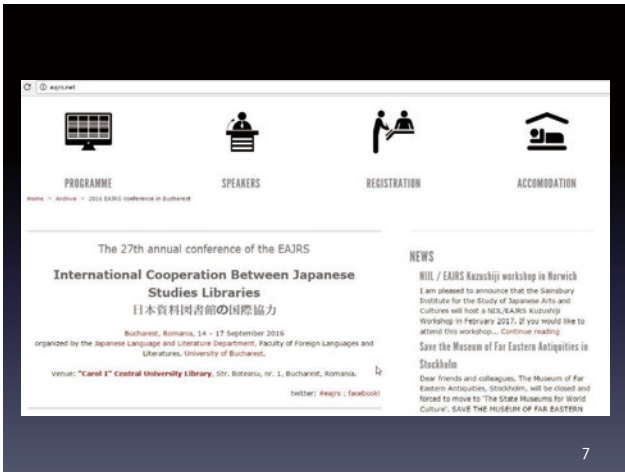 eajrs.net
PROGRAMME
SPEAKERS
REGISTRATION
ACCOMODATION
Home > Archive > 2016 EAJRS conference in Bucharest
The 27th annual conference of the EAJRS
International Cooperation Between Japanese
Studies Libraries
日本資料図書館の国際協力
Bucharest, Romania, 14 – 17 September 2016
organized by the Japanese Language and Literature Department, Faculty of Foreign Languages and
Literatures, University of Bucharest.
venue: "Carol I" Central University Library, Str. Boteanu, nr. 1, Bucharest, Romania.
twitter: #eajrs ; facebook!
NEWS
NIJL / EAJRS Kuzushiji workshop in Norwich
I am pleased to announce that the Sainsbury
Institute for the Study of Japanese Arts and
Cultures will host a NIJL/EAJRS Kuzushiji
Workshop in February 2017. If you would like to
attend this workshop... Continue reading
Save the Museum of Far Eastern Antiquities in
Stockholm
Dear friends and colleagues, The Museum of Far
Eastern Antiquities, Stockholm, will be closed and
forced to move to 'The State Museums for World
Culture'. SAVE THE MUSEUM OF FAR EASTERN
7